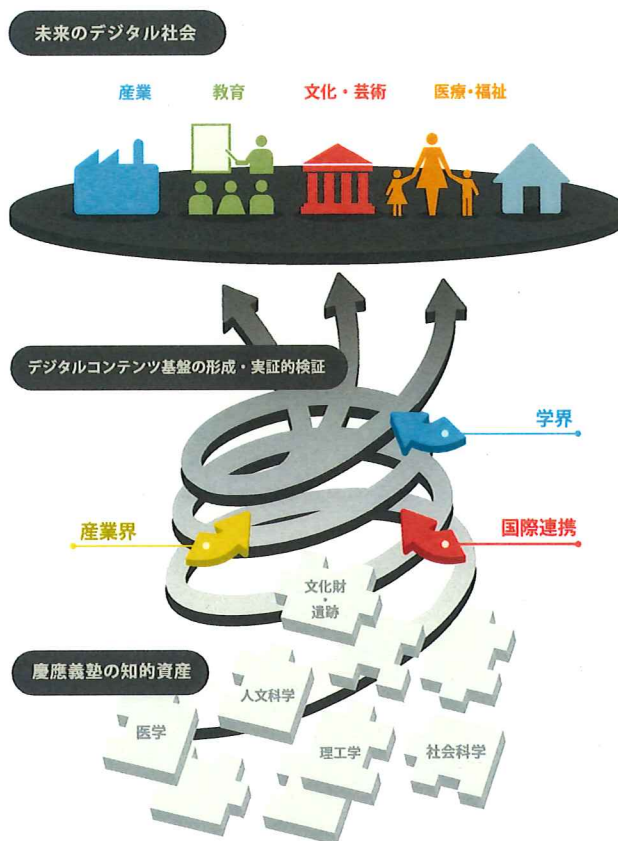 未来のデジタル社会
産業
教育
文化・芸術
医療・福祉
デジタルコンテンツ基盤の形成・実証的検証
学界
産業界
国際連携
文化財
・
遺跡
慶應義塾の知的資産
人文科学
医学
理工学
社会科学